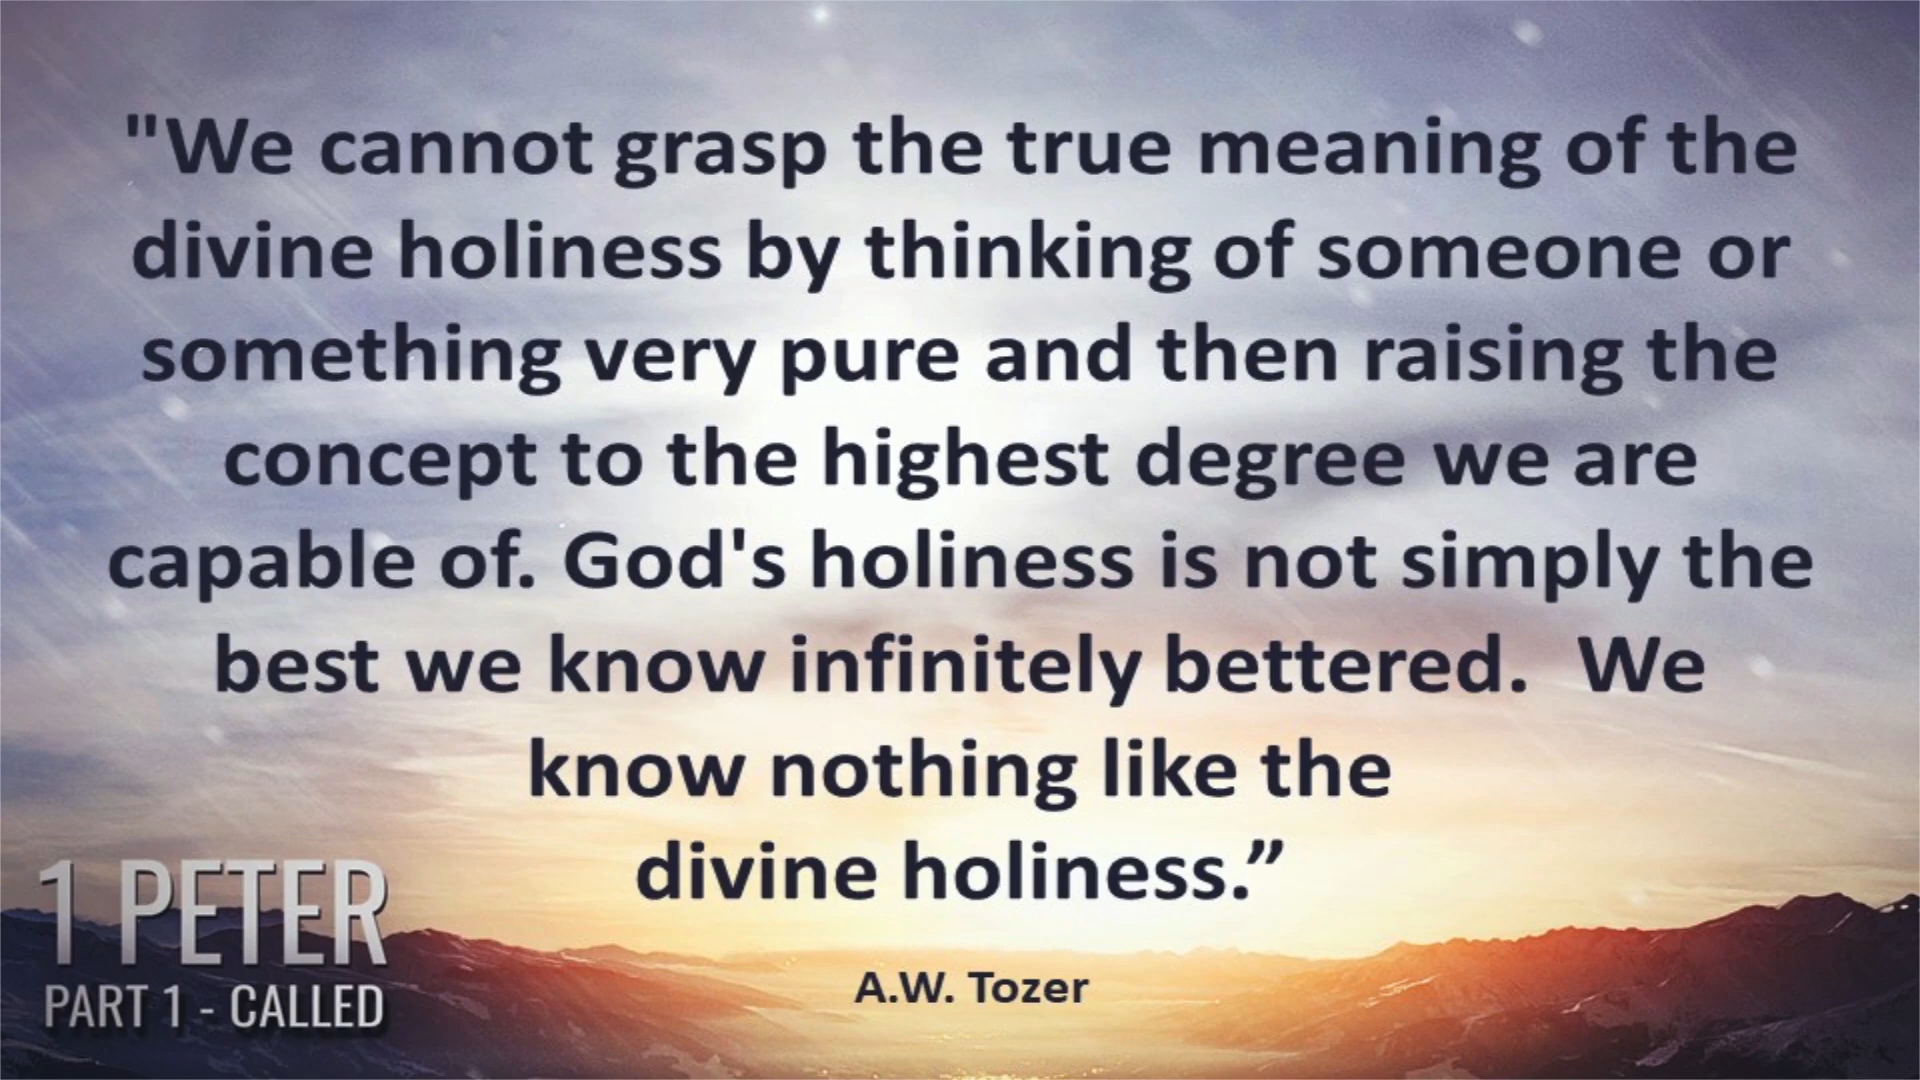 "We cannot grasp the true meaning of the
divine holiness by thinking of someone or
something very pure and then raising the
concept to the highest degree we are
capable of. God's holiness is not simply the
best we know infinitely bettered.  We
know nothing like the
divine holiness.”
A.W. Tozer
1 PETER
PART 1 - CALLED